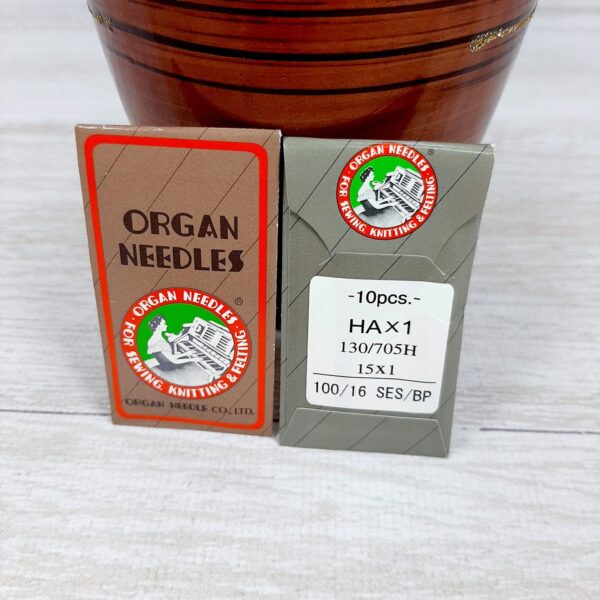 ORGAN
NEEDLES
®
· ORGAN NEEDLES ·
FOR SEWING, KNITTING & FELTING
ORGAN NEEDLE CO., LTD.
· ORGAN NEEDLES ·
®
FOR SEWING, KNITTING & FELTING
-10pcs.-
HA×1
130/705H
15X1
100/16 SES/BP